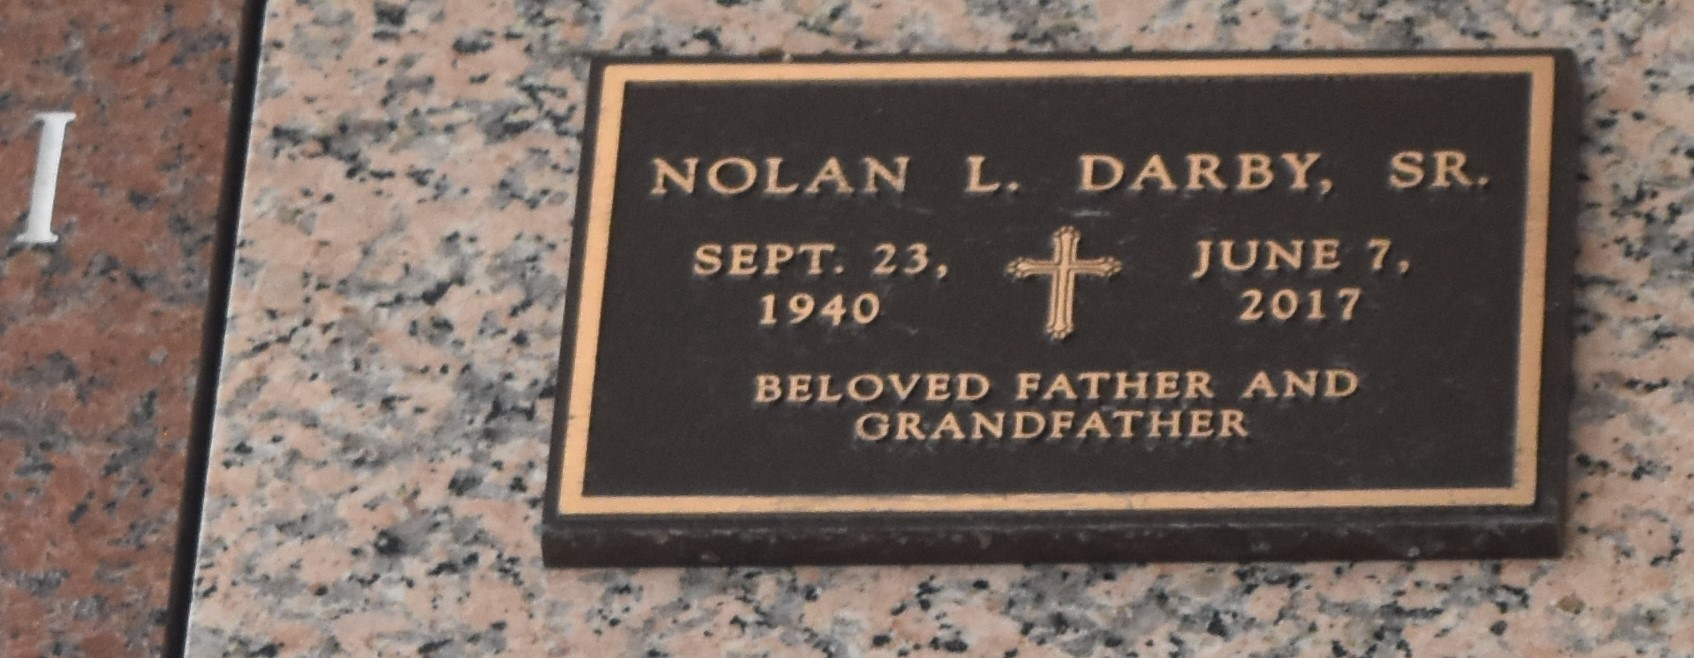 I
NOLAN L. DARBY, SR.
SEPT. 23,
1940
JUNE 7,
2017
BELOVED FATHER AND
GRANDFATHER